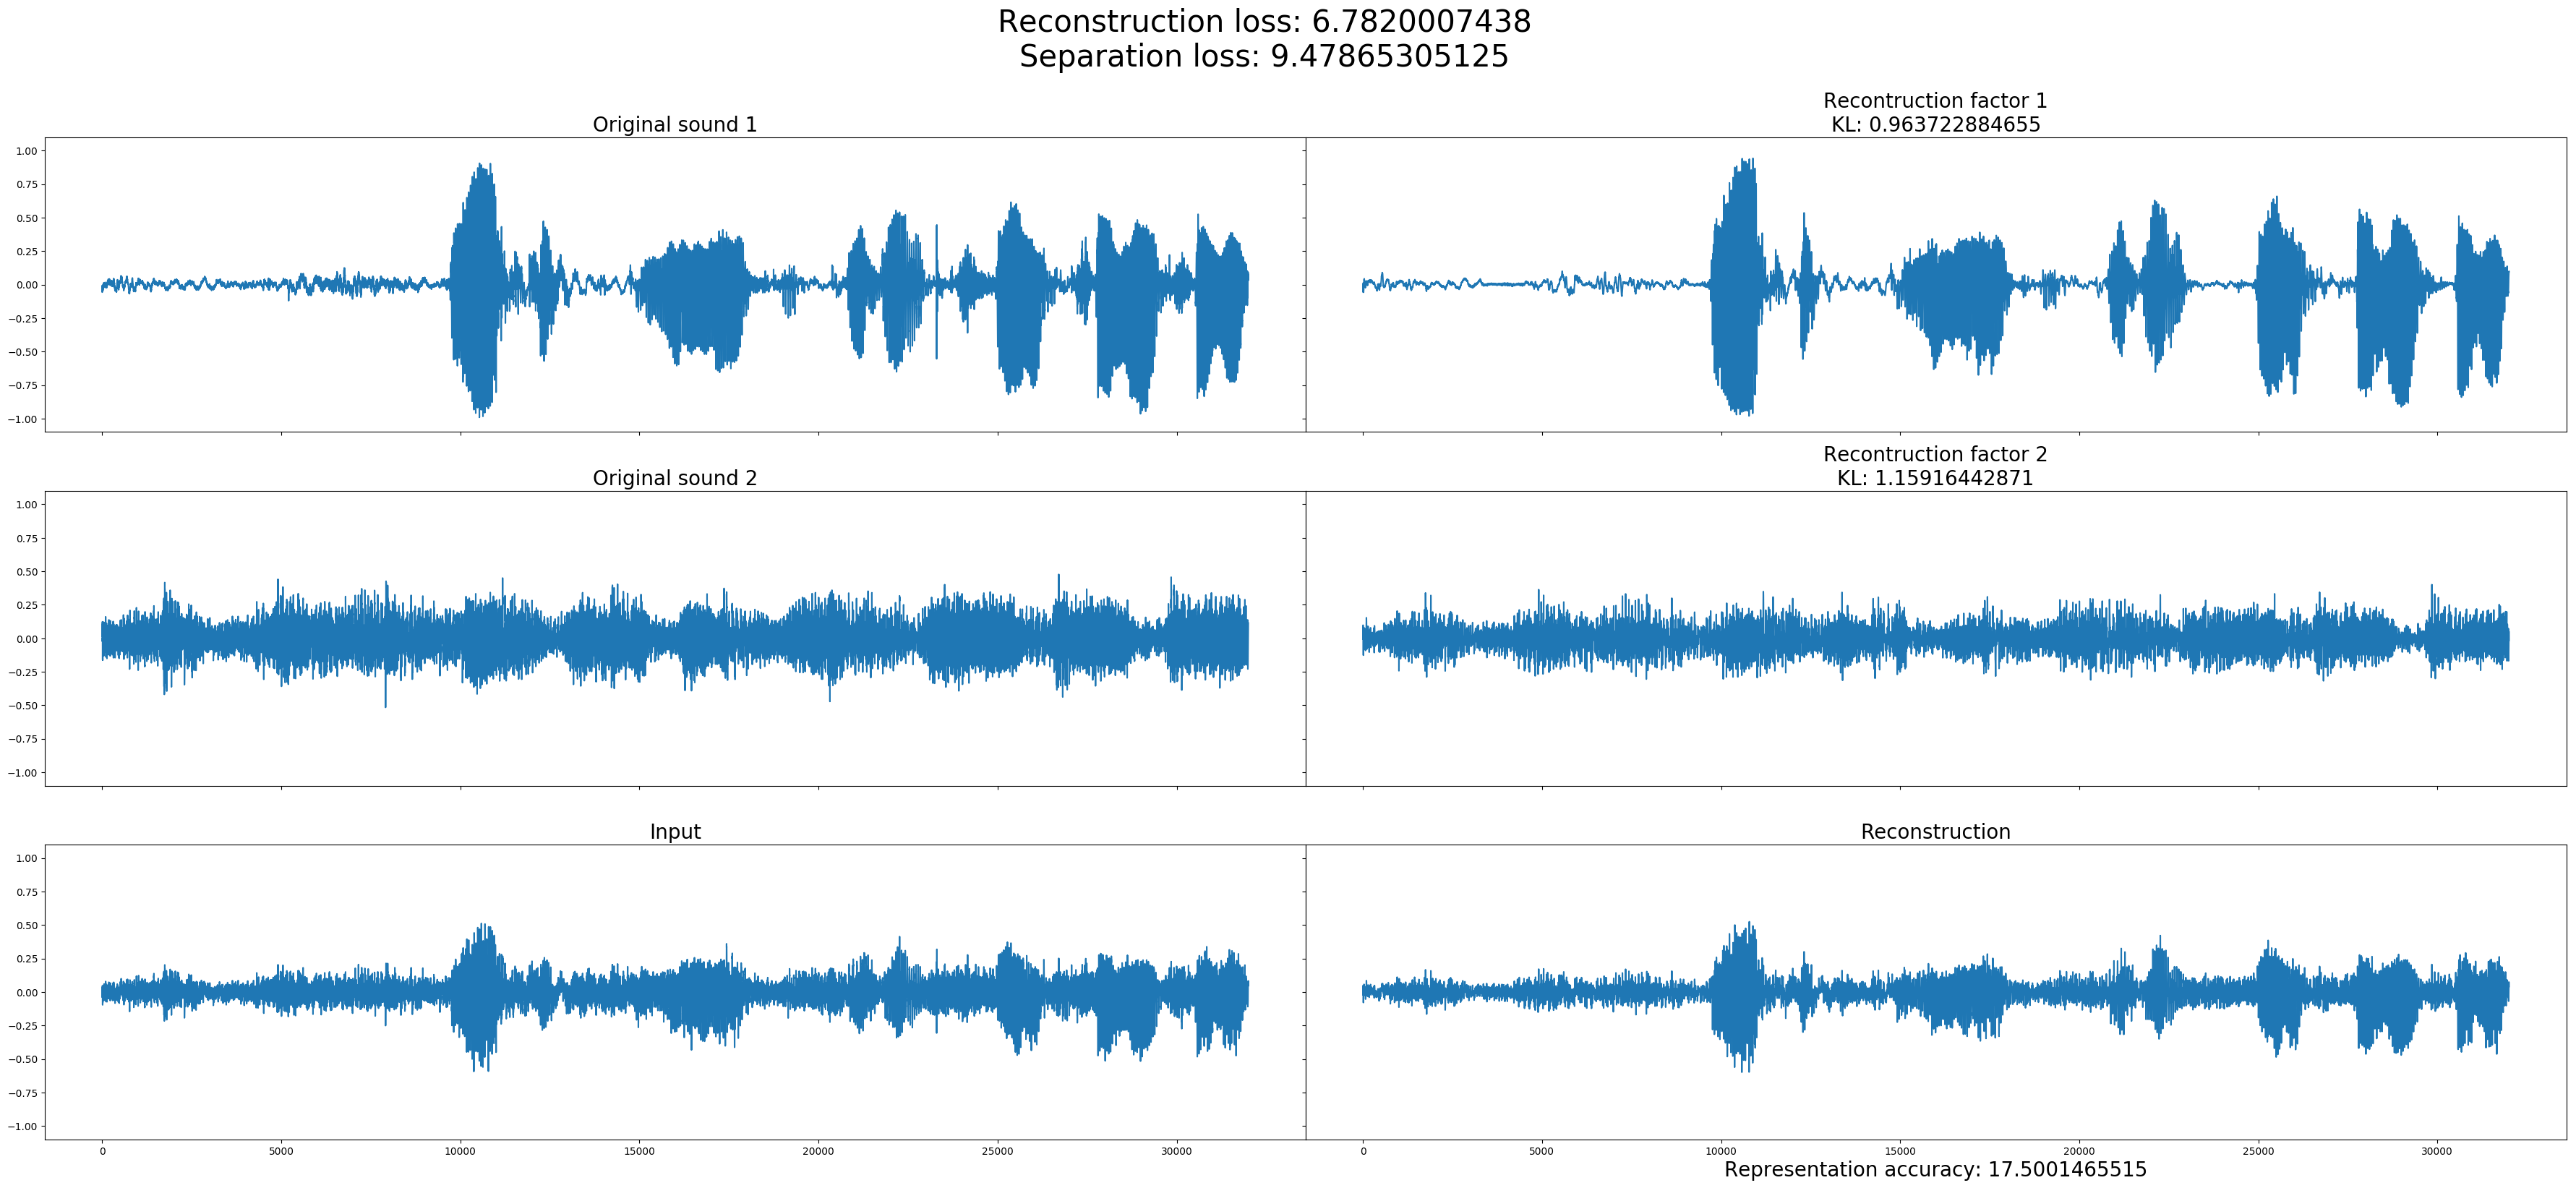 Reconstruction loss: 6.7820007438
Separation loss: 9.47865305125
Original sound 1
Recontruction factor 1
KL: 0.963722884655
1.00
0.75
0.50
0.25
0.00
−0.25
−0.50
−0.75
−1.00
Original sound 2
Recontruction factor 2
KL: 1.15916442871
1.00
0.75
0.50
0.25
0.00
−0.25
−0.50
−0.75
−1.00
Input
Reconstruction
1.00
0.75
0.50
0.25
0.00
−0.25
−0.50
−0.75
−1.00
0 5000 10000 15000 20000 25000 30000
0 5000 10000 15000 20000 25000 30000
Representation accuracy: 17.5001465515